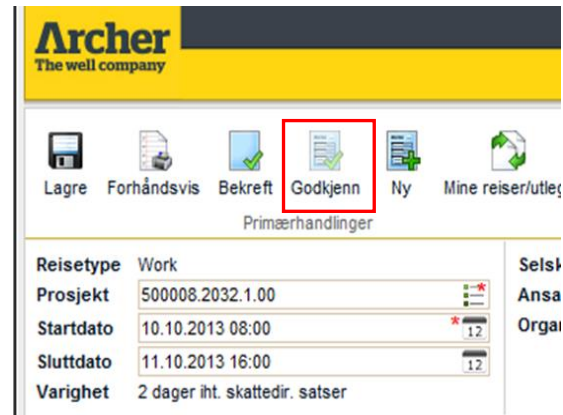 Archer
The well company
Lagre Forhåndsvis Bekreft Godkjenn Ny Mine reiser/utleg
Primærhandlinger
Reisetype Work
Prosjekt 500008.2032.1.00
Startdato 10.10.2013 08:00 * 12
Sluttdato 11.10.2013 16:00 12
Varighet 2 dager iht. skattedir. satser
Selsk
Ansa
Organ